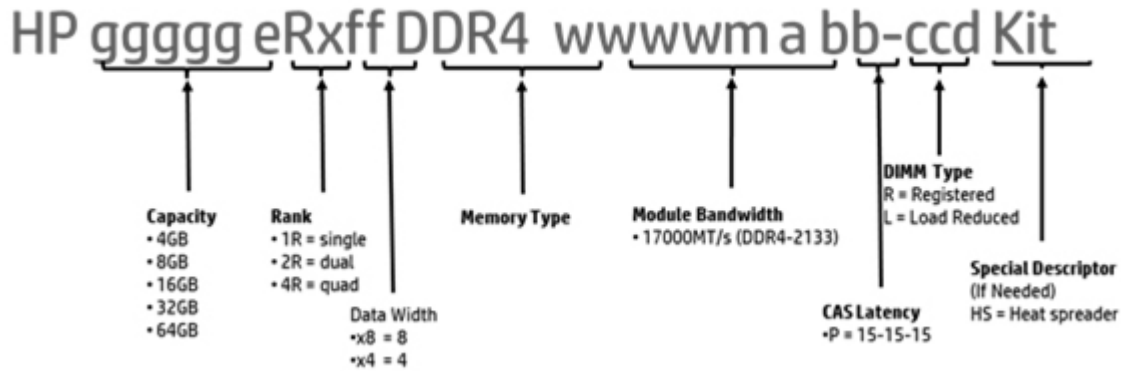 HP ggggg eRxff DDR4 wwwwm a bb-ccd Kit
Capacity
• 4GB
• 8GB
• 16GB
• 32GB
• 64GB
Rank
• 1R = single
• 2R = dual
• 4R = quad
Data Width
•x8 = 8
•x4 = 4
Memory Type
Module Bandwidth
• 17000MT/s (DDR4-2133)
CAS Latency
•P = 15-15-15
DIMM Type
R = Registered
L = Load Reduced
Special Descriptor
(If Needed)
HS = Heat spreader